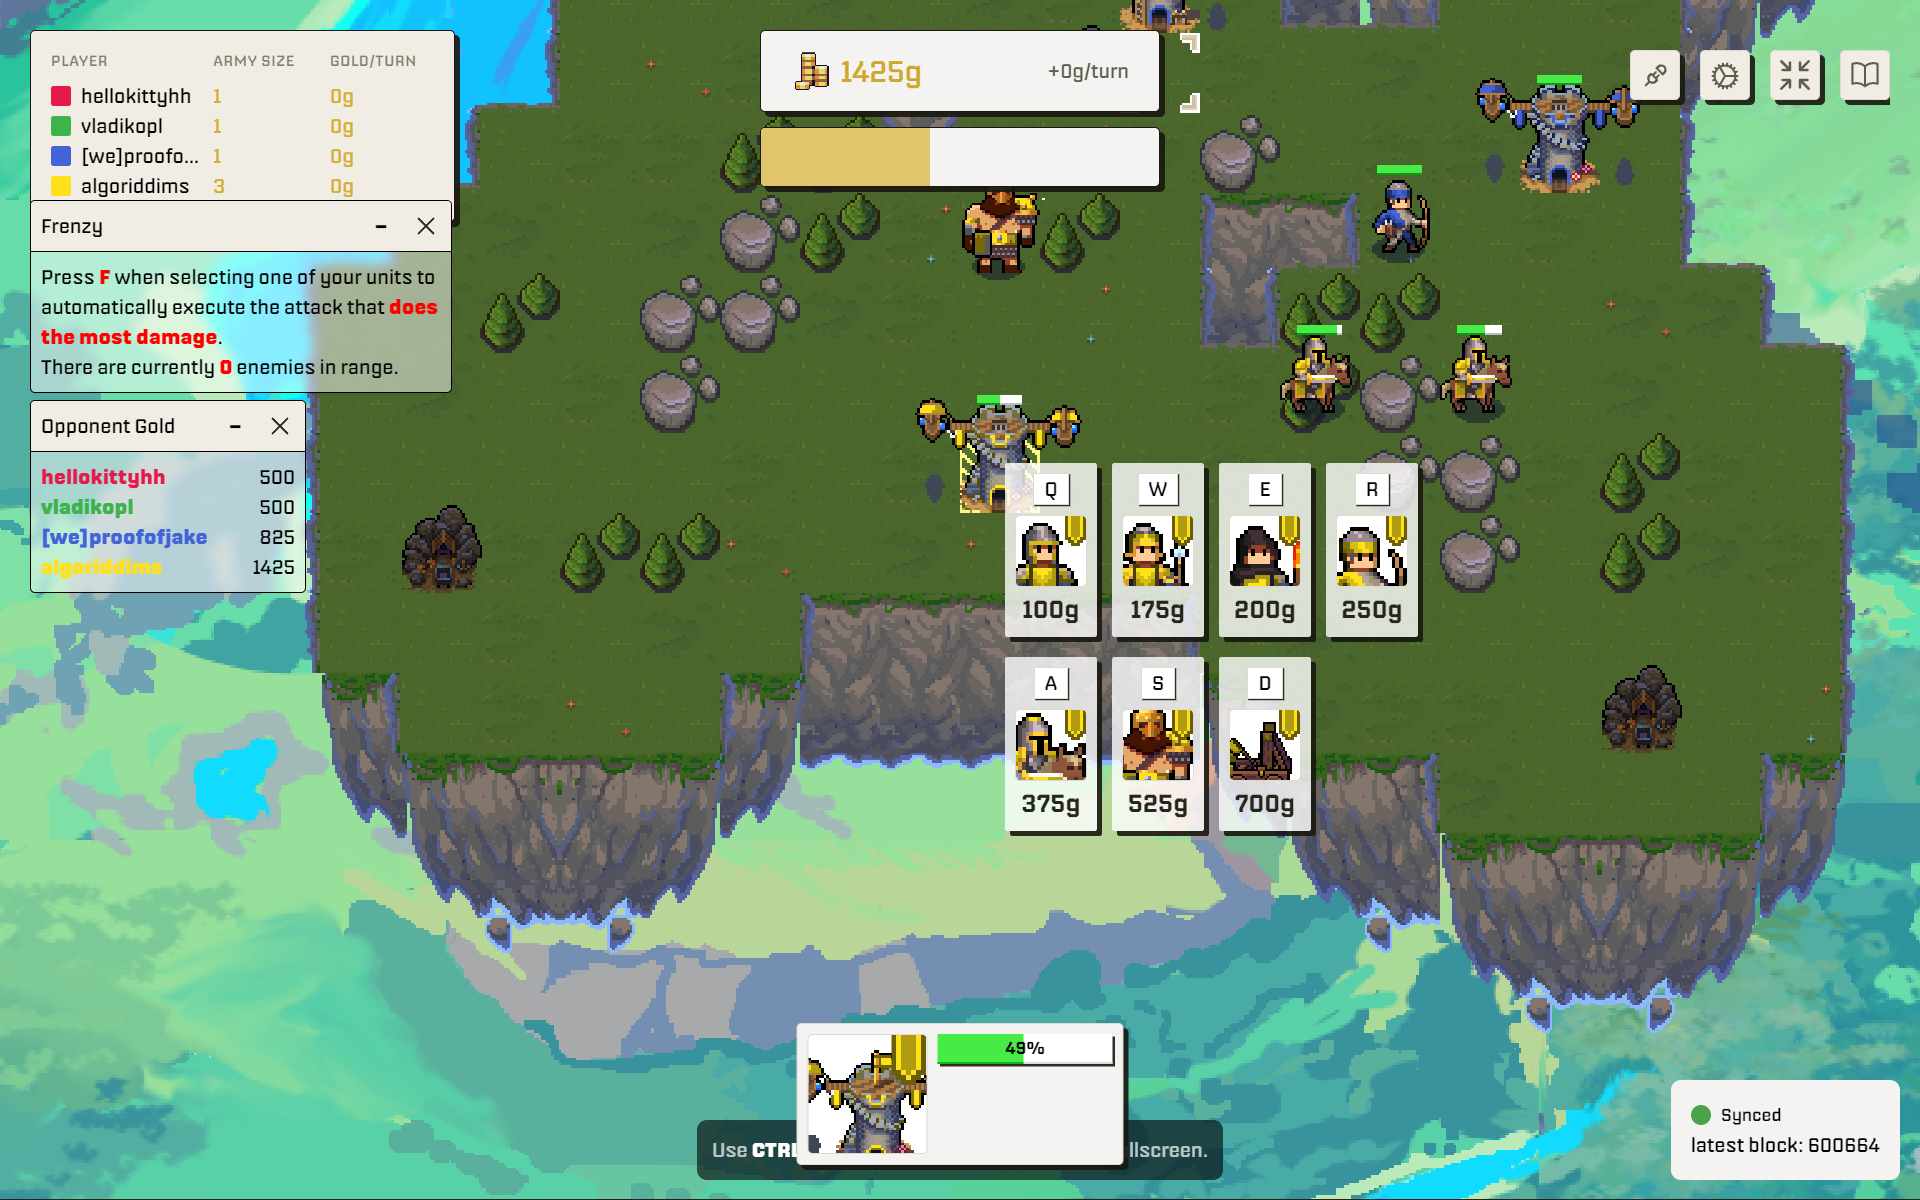 PLAYER ARMY SIZE GOLD/TURN
hellokittyhh 1 0g
vladikopl 1 0g
[we]proofo... 1 0g
algoriddims 3 0g
1425g +0g/turn
Frenzy
Press F when selecting one of your units to
automatically execute the attack that does
the most damage.
There are currently 0 enemies in range.
Opponent Gold
hellokittyhh 500
vladikopl 500
[we]proofofjake 825
algoriddims 1425
Q W E R
100g 175g 200g 250g
A S D
375g 525g 700g
49%
Use CTRL llscreen.
Synced
latest block: 600664